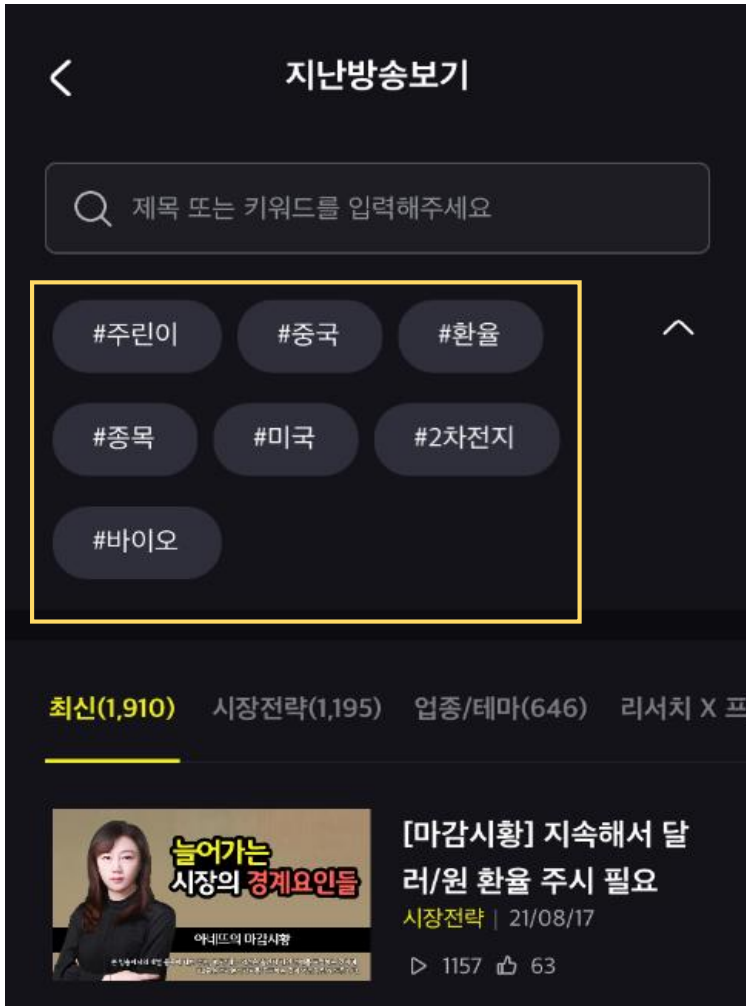 지난방송보기
제목 또는 키워드를 입력해주세요
#주린이 #중국 #환율
#종목 #미국 #2차전지
#바이오
최신(1,910) 시장전략(1,195) 업종/테마(646) 리서치 X 프
늘어가는
시장의 경계요인들
아네뜨의 마감시황
[마감시황] 지속해서 달
러/원 환율 주시 필요
시장전략 | 21/08/17
1157 63